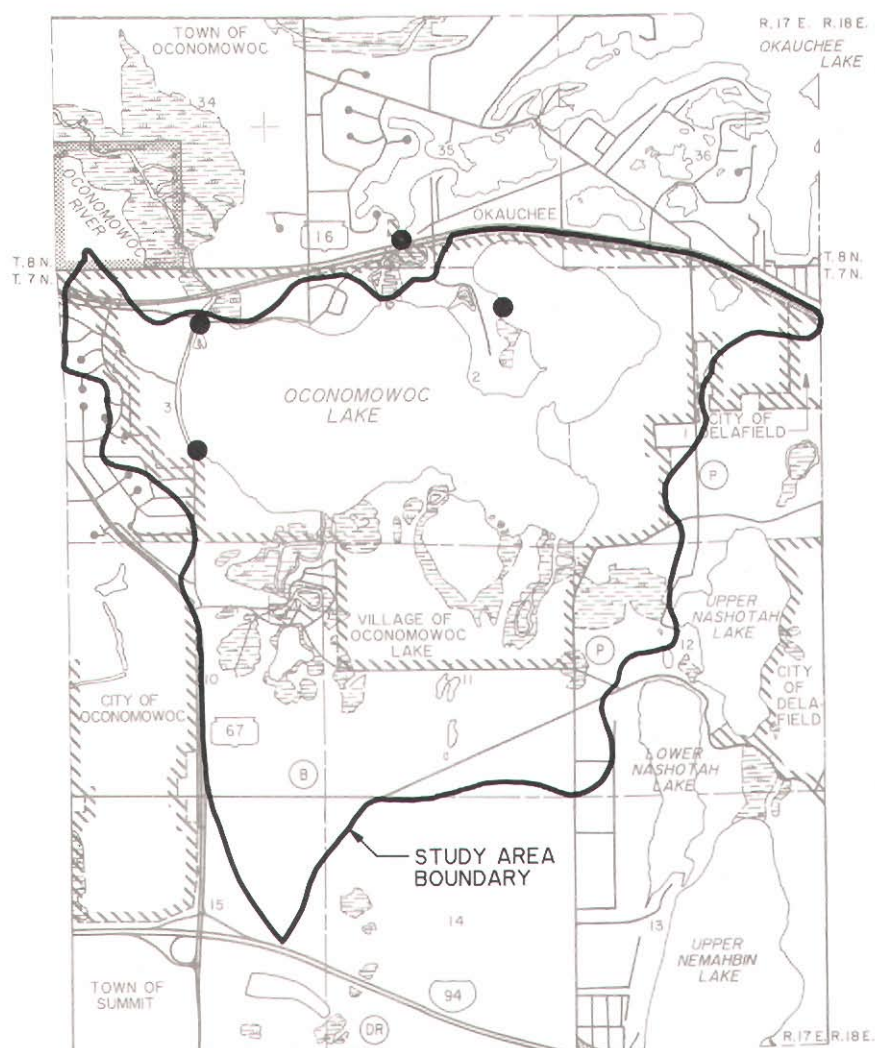 R. 17 E. R. 18 E.
TOWN OF
OCONOMOWOC
OKAUCHEE
LAKE
34
35
36
OCONOMOWOC
RIVER
16
OKAUCHEE
T. 8 N.
T. 7 N.
T. 8 N.
T. 7 N.
2
3
OCONOMOWOC
LAKE
1
CITY OF
DELAFIELD
P
VILLAGE OF
OCONOMOWOC
LAKE
UPPER
NASHOTAH
LAKE
P
12
10
11
CITY OF
OCONOMOWOC
CITY
OF
DELA-
FIELD
67
B
LOWER
NASHOTAH
LAKE
STUDY AREA
BOUNDARY
15
14
13
UPPER
NEMAHBIN
LAKE
TOWN OF
SUMMIT
94
DR
R. 17 E. R. 18 E.